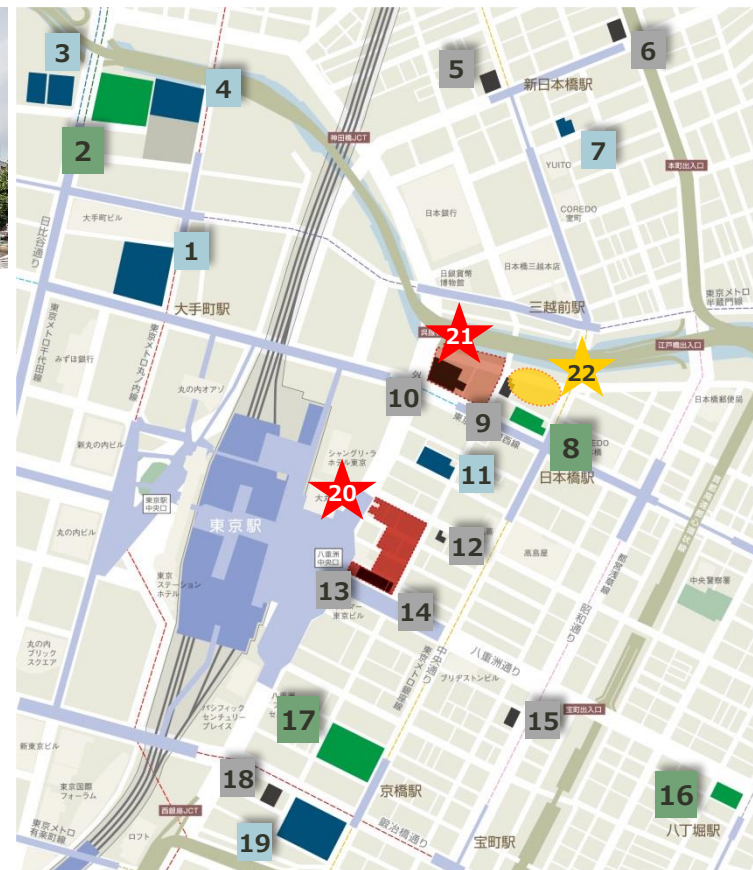 3
4
2
5
6
新日本橋駅
7
神田橋JCT
本町出入口
YUITO
日本銀行
COREDO
室町
大手町ビル
日比谷通り
1
大手町駅
日銀貨幣
博物館
日本橋三越本店
三越前駅
東京メトロ
半蔵門線
東京メトロ千代田線
東京メトロ丸ノ内線
みずほ銀行
21
22
江戸橋出入口
10
9
8
日本橋郵便局
丸の内オアゾ
新丸の内ビル
シャングリ・ラ
ホテル東京
11
日本橋駅
20
東京駅
中央口
東京駅
八重洲
中央口
丸の内ビル
12
高島屋
都営浅草線
昭和通り
中央警察署
東京
ステーション
ホテル
13
14
東京ビル
丸の内
ブリック
スクエア
中央通り
東京メトロ銀座線
八重洲通り
ブリヂストンビル
パシフィック
センチュリー
プレイス
17
15
宝町出入口
新東京ビル
18
京橋駅
16
東京国際
フォーラム
西銀座JCT
八丁堀駅
東京メトロ
有楽町線
ロフト
19
鍛冶橋通り
宝町駅